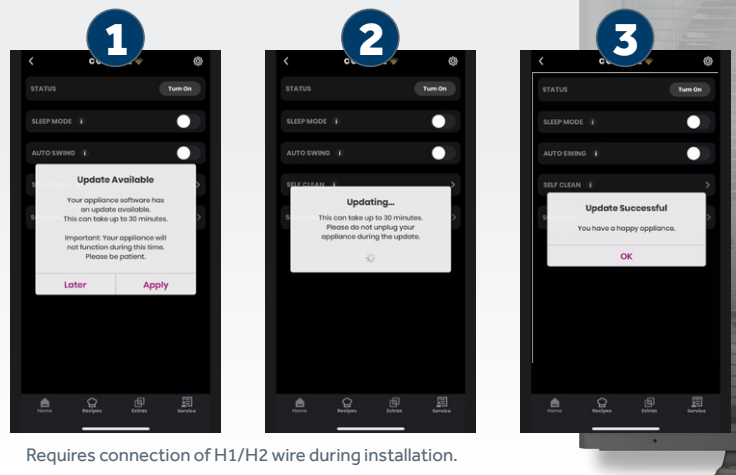 1
STATUS
Turn On
SLEEP MODE i
AUTO SWING i
Update Available
Your appliance software has
an update available.
This can take up to 30 minutes.
Important: Your appliance will
not function during this time.
Please be patient.
Later Apply
Home Recipes Extras Service
2
STATUS
Turn On
SLEEP MODE i
AUTO SWING i
SELF CLEAN i
Updating...
This can take up to 30 minutes.
Please do not unplug your
appliance during the update.
Home Recipes Extras Service
3
STATUS
Turn On
SLEEP MODE i
AUTO SWING i
SELF CLEAN i
Update Successful
You have a happy appliance.
OK
Home Recipes Extras Service
Requires connection of H1/H2 wire during installation.